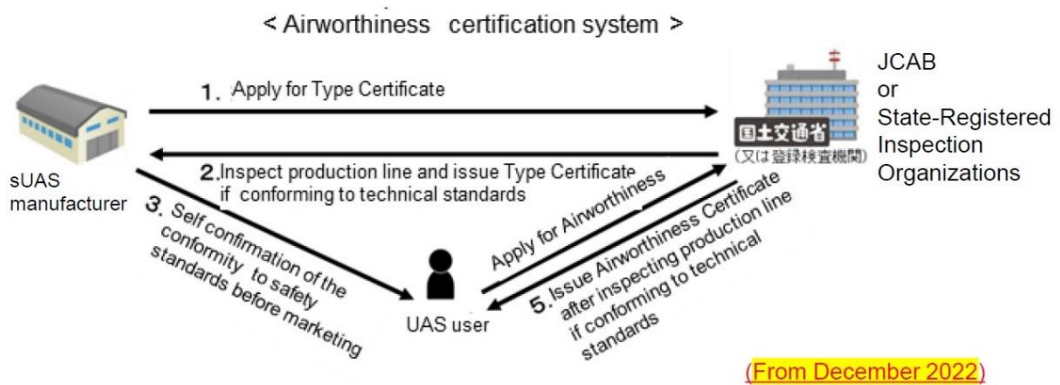 < Airworthiness certification system >
JCAB
or
State-Registered
Inspection
Organizations
1. Apply for Type Certificate
国土交通省
(又は登録検査機関)
2. Inspect production line and issue Type Certificate
if conforming to technical standards
sUAS
manufacturer
3. Self confirmation of the
conformity to safety
standards before marketing
Apply for Airworthiness
5. Issue Airworthiness Certificate
after inspecting production line
if conforming to technical
standards
UAS user
(From December 2022)